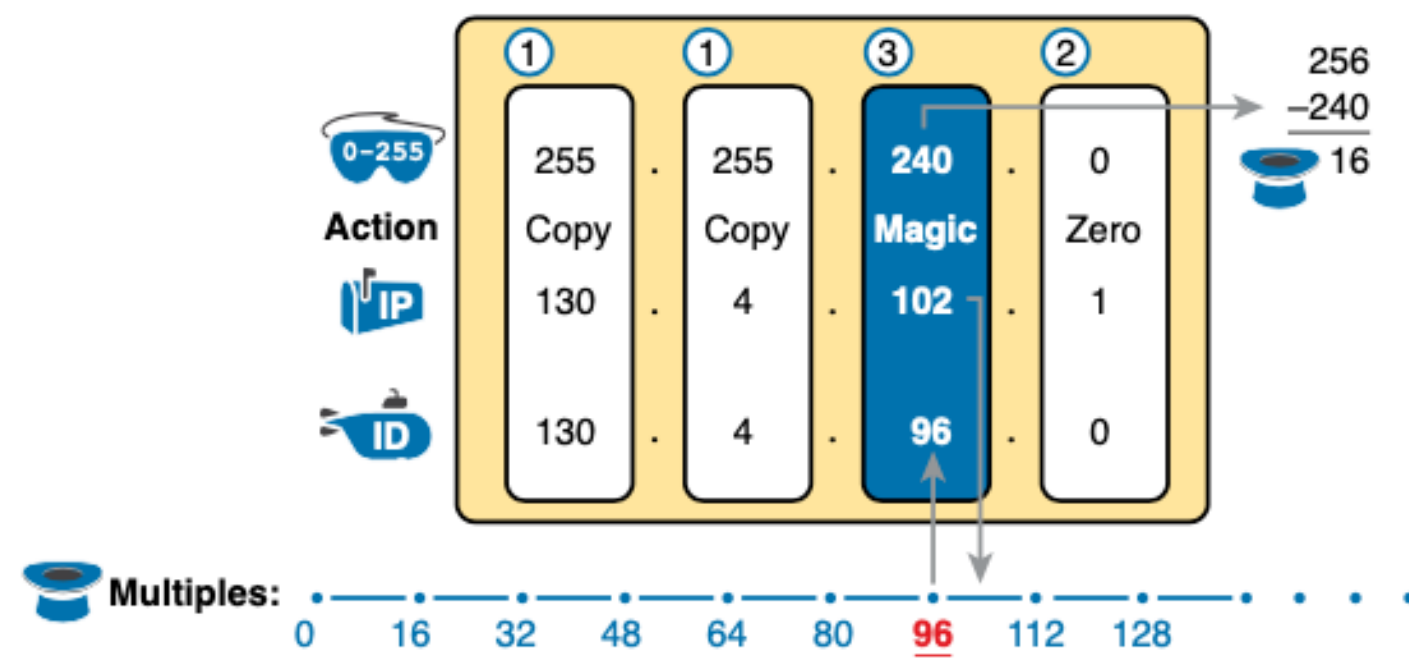 1 1 3 2
256
–240
16
0–255 255 . 255 . 240 . 0
Action Copy Copy Magic Zero
IP 130 . 4 . 102 . 1
ID 130 . 4 . 96 . 0
Multiples:
0 16 32 48 64 80 96 112 128